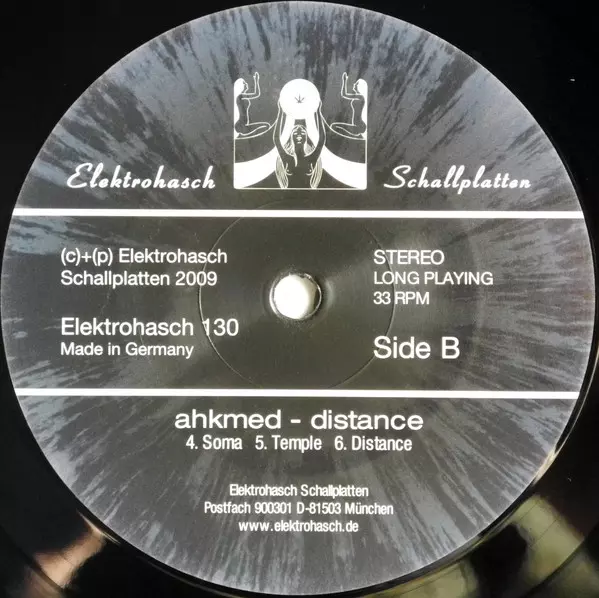 Elektrohasch Schallplatten
(c)+(p) Elektrohasch
Schallplatten 2009
STEREO
LONG PLAYING
33 RPM
Elektrohasch 130
Made in Germany
Side B
ahkmed - distance
4. Soma 5. Temple 6. Distance
Elektrohasch Schallplatten
Postfach 900301 D-81503 München
www.elektrohasch.de